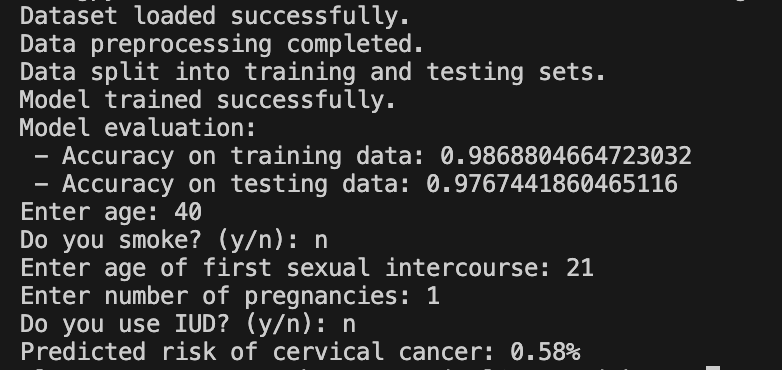 Dataset loaded successfully.
Data preprocessing completed.
Data split into training and testing sets.
Model trained successfully.
Model evaluation:
 - Accuracy on training data: 0.9868804664723032
 - Accuracy on testing data: 0.9767441860465116
Enter age: 40
Do you smoke? (y/n): n
Enter age of first sexual intercourse: 21
Enter number of pregnancies: 1
Do you use IUD? (y/n): n
Predicted risk of cervical cancer: 0.58%